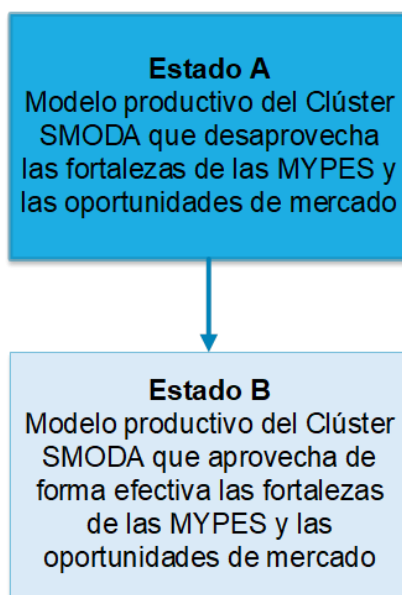 Estado A
Modelo productivo del Clúster
SMODA que desaprovecha
las fortalezas de las MYPES y
las oportunidades de mercado
Estado B
Modelo productivo del Clúster
SMODA que aprovecha de
forma efectiva las fortalezas
de las MYPES y las
oportunidades de mercado